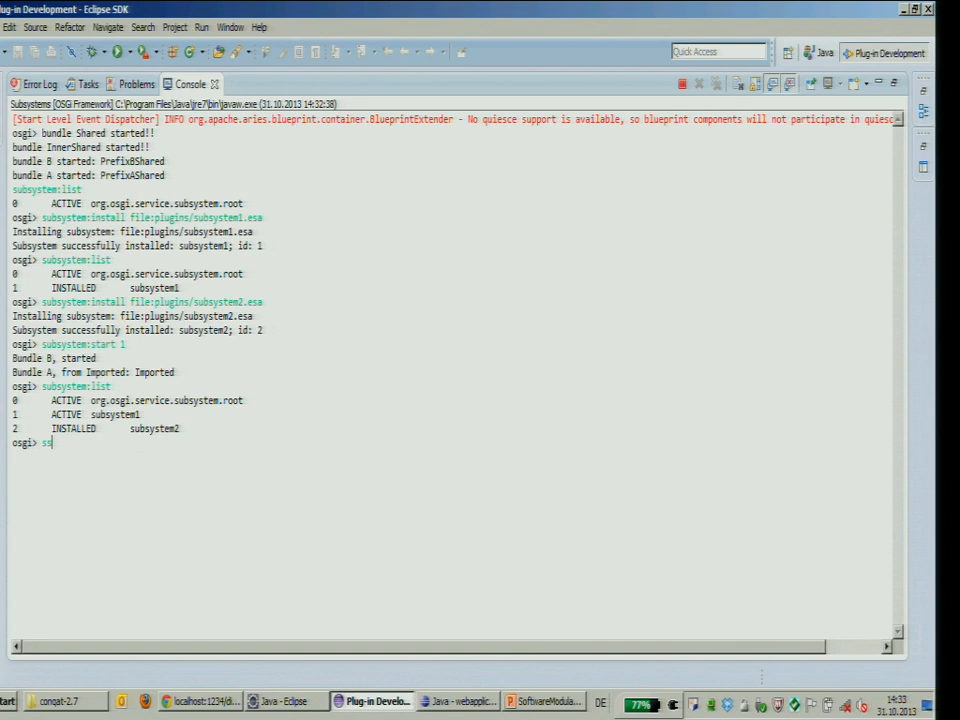 lug-in Development - Eclipse SDK
Edit Source Refactor Navigate Search Project Run Window Help
Quick Access
Java
Plug-in Development
Error Log Tasks Problems Console
Subsystems [OSGi Framework] C:\Program Files\Java\jre7\bin\javaw.exe (31.10.2013 14:32:38)
[Start Level Event Dispatcher] INFO org.apache.aries.blueprint.container.BlueprintExtender - No quiesce support is available, so blueprint components will not participate in quiesc
osgi> bundle Shared started!!
bundle InnerShared started!!
bundle B started: PrefixBShared
bundle A started: PrefixAShared
subsystem:list
0 ACTIVE org.osgi.service.subsystem.root
osgi> subsystem:install file:plugins/subsystem1.esa
Installing subsystem: file:plugins/subsystem1.esa
Subsystem successfully installed: subsystem1; id: 1
osgi> subsystem:list
0 ACTIVE org.osgi.service.subsystem.root
1 INSTALLED subsystem1
osgi> subsystem:install file:plugins/subsystem2.esa
Installing subsystem: file:plugins/subsystem2.esa
Subsystem successfully installed: subsystem2; id: 2
osgi> subsystem:start 1
Bundle B, started
Bundle A, from Imported: Imported
osgi> subsystem:list
0 ACTIVE org.osgi.service.subsystem.root
1 ACTIVE subsystem1
2 INSTALLED subsystem2
osgi> ss
tart conqat-2.7 localhost:1234/di... Java - Eclipse Plug-in Develo... Java - webapplic... SoftwareModula... DE 77% 14:33
31.10.2013